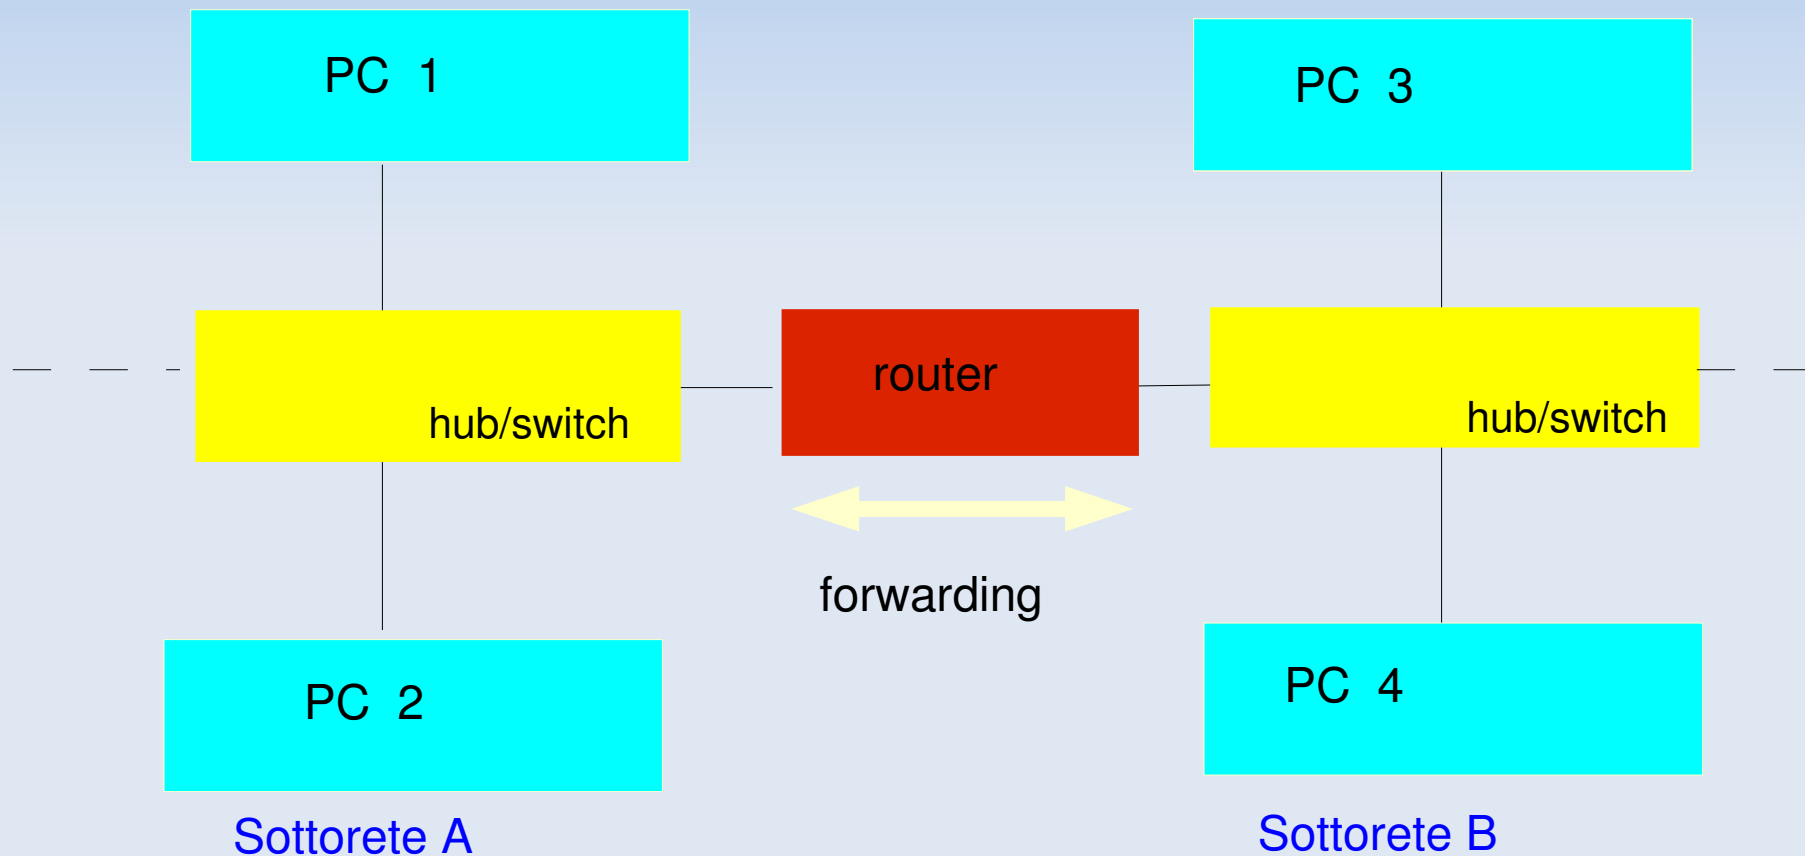 PC 1
PC 3
router
hub/switch
hub/switch
forwarding
PC 2
PC 4
Sottorete A
Sottorete B